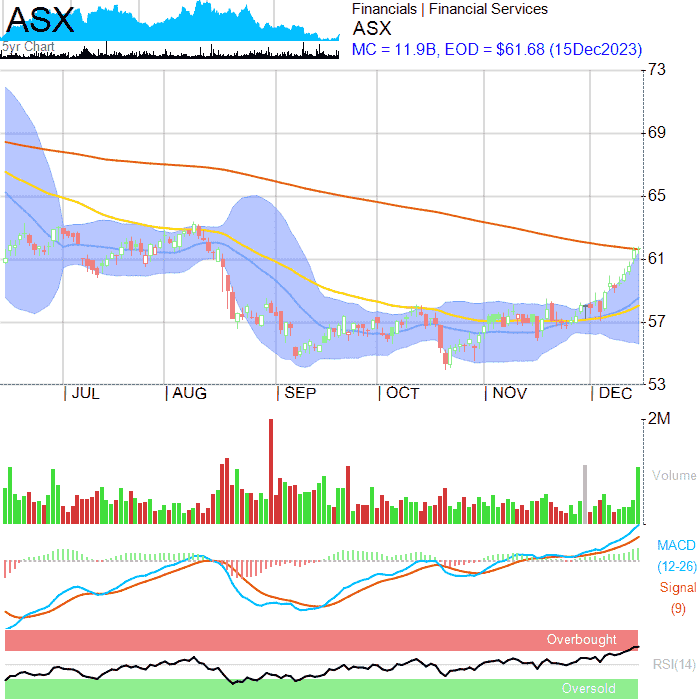 ASX
5yr Chart
Financials | Financial Services
ASX
MC = 11.9B, EOD = $61.68 (15Dec2023)
73
69
65
61
57
53
JUL AUG SEP OCT NOV DEC
2M
Volume
MACD
(12-26)
Signal
(9)
Overbought
RSI(14)
Oversold